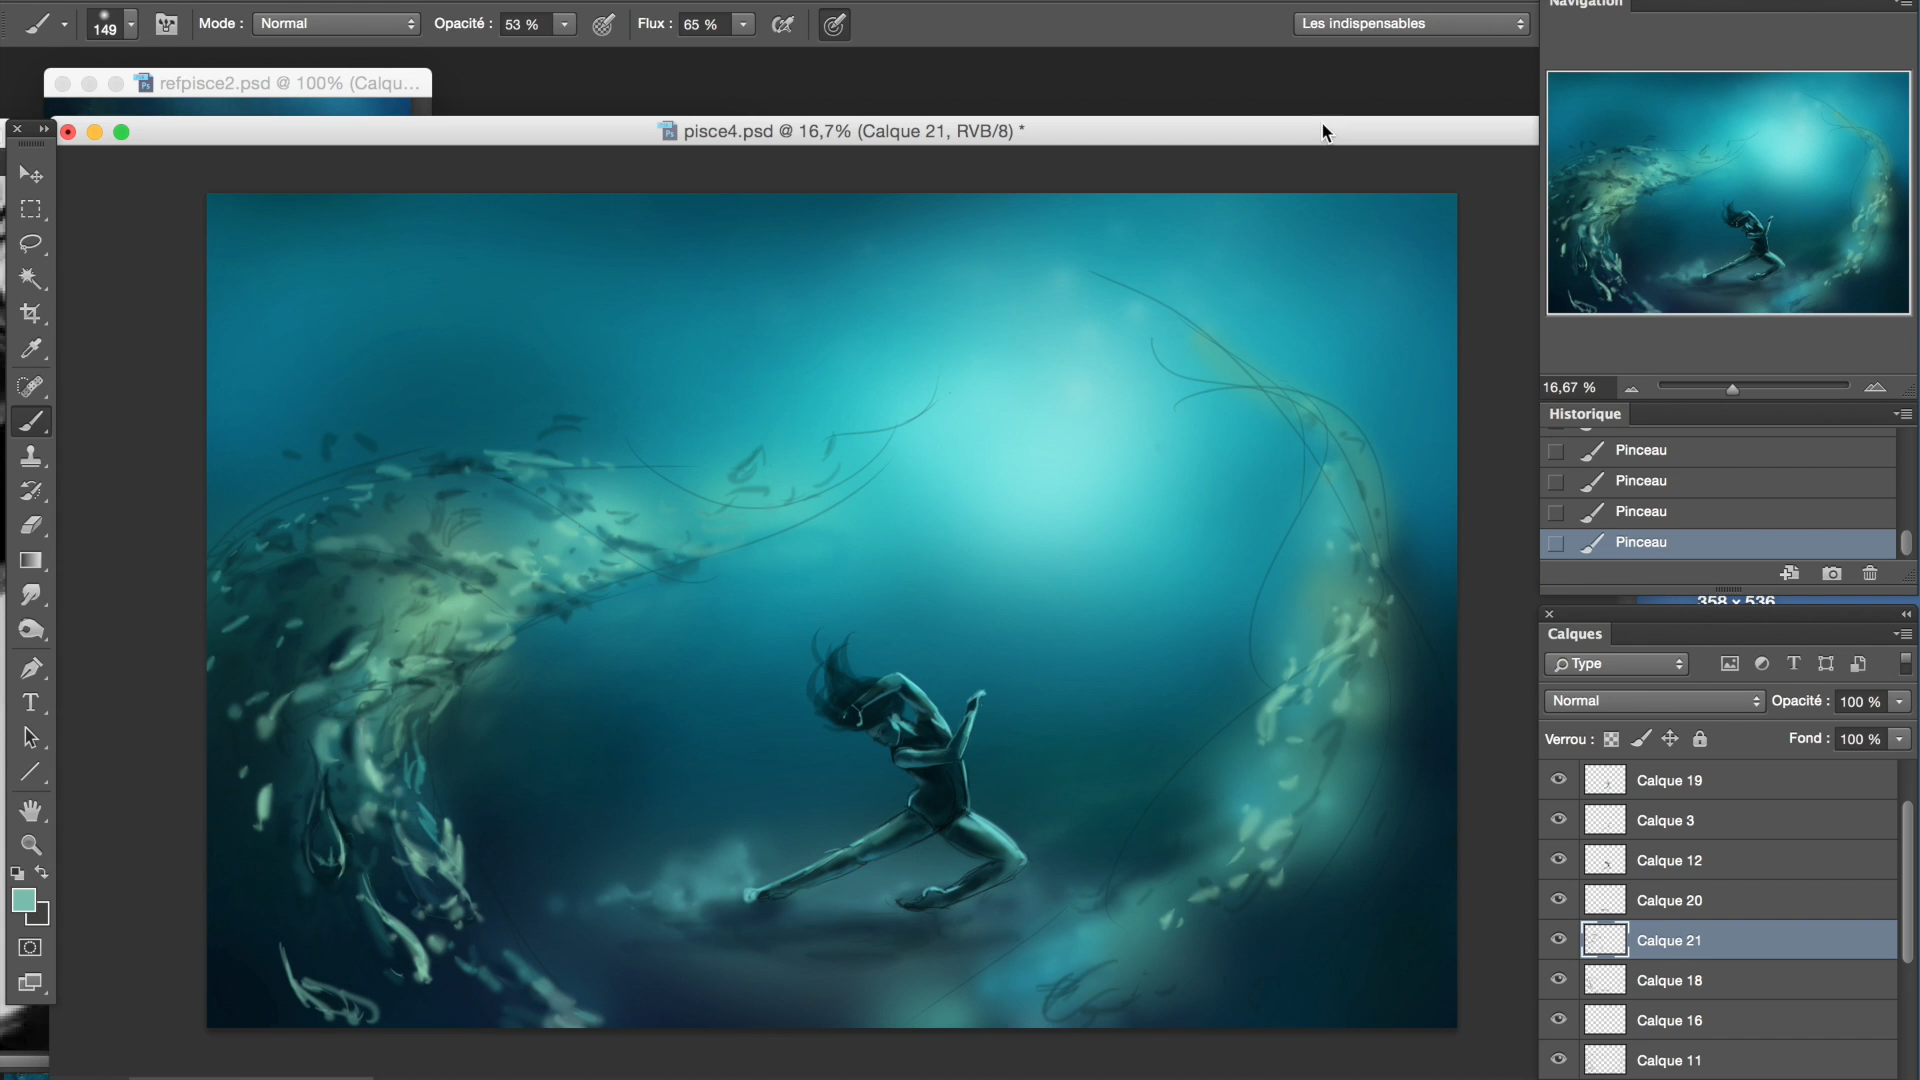 149
Mode :
Normal
Opacité :
53 %
Flux :
65 %
Les indispensables
Navigation
refpisce2.psd @ 100% (Calqu...
pisce4.psd @ 16,7% (Calque 21, RVB/8) *
16,67 %
Historique
Pinceau
Pinceau
Pinceau
Pinceau
358 x 536
Calques
Type
Normal
Opacité :
100 %
Verrou :
Fond :
100 %
Calque 19
Calque 3
Calque 12
Calque 20
Calque 21
Calque 18
Calque 16
Calque 11